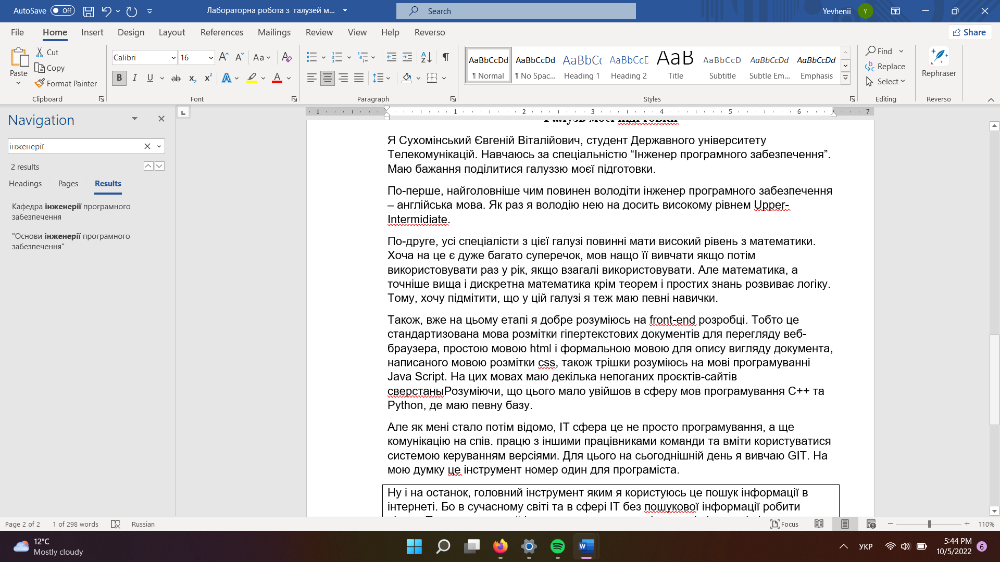 AutoSave Off Лабораторна робота з галузей м... Search Yevhenii Y
File Home Insert Design Layout References Mailings Review View Help Reverso Share
Paste Cut Copy Format Painter Clipboard
Calibri 16 Font
Paragraph
AaBbCcDd AaBbCcDd AaBbCc AaBbCcD AaB AaBbCcD AaBbCcDd AaBbCcDd
¶ Normal ¶ No Spac... Heading 1 Heading 2 Title Subtitle Subtle Em... Emphasis
Styles
Find Replace Select Editing
Rephraser Reverso
Navigation
інженерії
2 results
Headings Pages Results
Кафедра інженерії програмного
забезпечення
"Основи інженерії програмного
забезпечення"
1 1 2 3 4 5 6 7
Я Сухомінський Євгеній Віталійович, студент Державного університету
Телекомунікацій. Навчаюсь за спеціальністю “Інженер програмного забезпечення”.
Маю бажання поділитися галуззю моєї підготовки.
По-перше, найголовніше чим повинен володіти інженер програмного забезпечення
– англійська мова. Як раз я володію нею на досить високому рівнем Upper-
Intermidiate.
По-друге, усі спеціалісти з цієї галузі повинні мати високий рівень з математики.
Хоча на це є дуже багато суперечок, мов нащо її вивчати якщо потім
використовувати раз у рік, якщо взагалі використовувати. Але математика, а
точніше вища і дискретна математика крім теорем і простих знань розвиває логіку.
Тому, хочу підмітити, що у цій галузі я теж маю певні навички.
Також, вже на цьому етапі я добре розуміюсь на front-end розробці. Тобто це
стандартизована мова розмітки гіпертекстових документів для перегляду веб-
браузера, простою мовою html і формальною мовою для опису вигляду документа,
написаного мовою розмітки css, також трішки розуміюсь на мові програмуванні
Java Script. На цих мовах маю декілька непоганих проєктів-сайтів
сверстаныРозуміючи, що цього мало увійшов в сферу мов програмування C++ та
Python, де маю певну базу.
Але як мені стало потім відомо, ІТ сфера це не просто програмування, а ще
комунікацію на спів. працю з іншими працівниками команди та вміти користуватися
системою керуванням версіями. Для цього на сьогоднішній день я вивчаю GIT. На
мою думку це інструмент номер один для програміста.
Ну і на останок, головний інструмент яким я користуюсь це пошук інформації в
інтернеті. Бо в сучасному світі та в сфері ІТ без пошукової інформації робити
Page 2 of 2 1 of 298 words Russian Focus 110%
12°C
Mostly cloudy
УКР
5:44 PM
10/5/2022
6